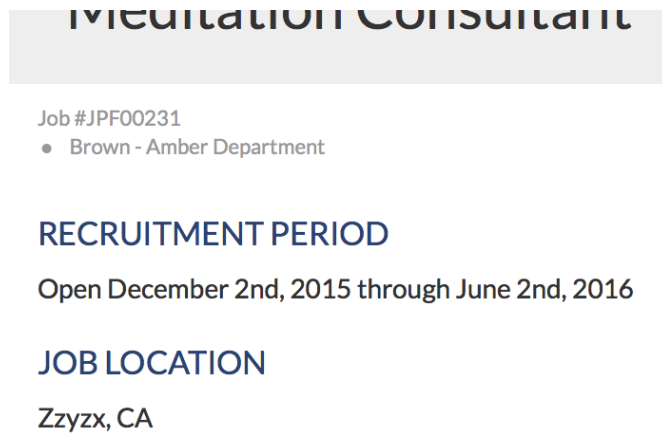 Meditation Consultant
Job #JPF00231
• Brown - Amber Department
RECRUITMENT PERIOD
Open December 2nd, 2015 through June 2nd, 2016
JOB LOCATION
Zzyzx, CA